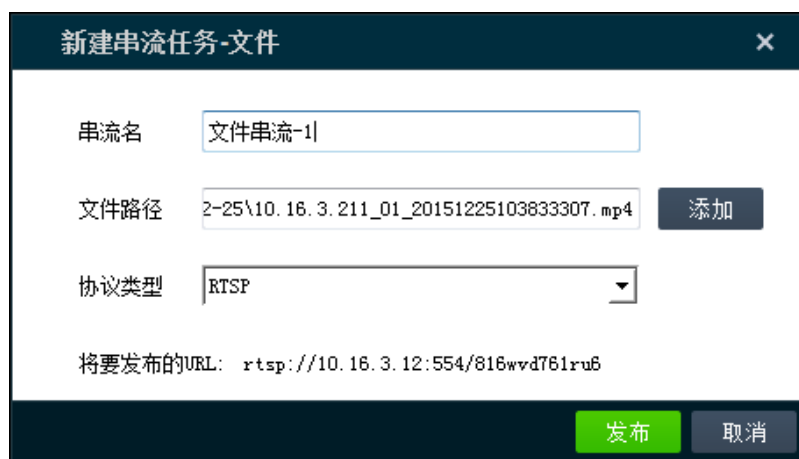 新建串流任务-文件
串流名 文件串流-1
文件路径 2-25\10.16.3.211_01_20151225103833307.mp4 添加
协议类型 RTSP
将要发布的URL: rtsp://10.16.3.12:554/816wvd761ru6
发布 取消